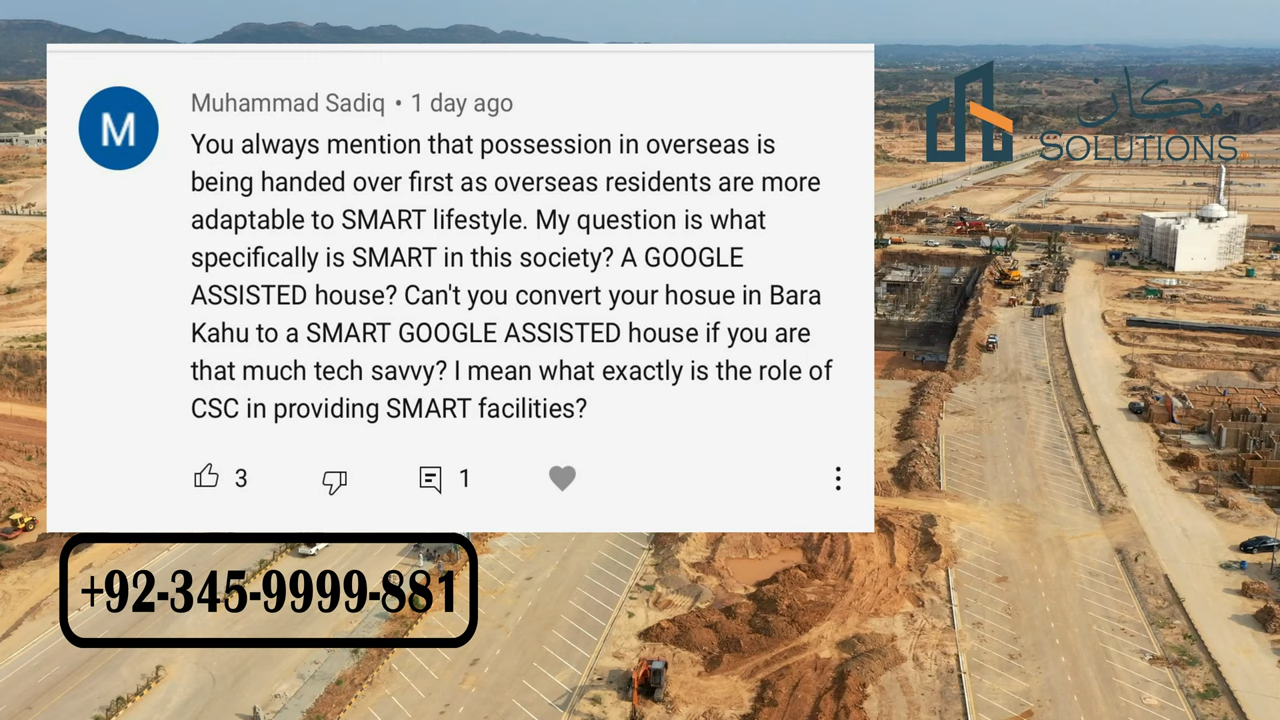 Muhammad Sadiq • 1 day ago
M
You always mention that possession in overseas is
being handed over first as overseas residents are more
adaptable to SMART lifestyle. My question is what
specifically is SMART in this society? A GOOGLE
ASSISTED house? Can't you convert your hosue in Bara
Kahu to a SMART GOOGLE ASSISTED house if you are
that much tech savvy? I mean what exactly is the role of
CSC in providing SMART facilities?
3
1
مکان
SOLUTIONS
+92-345-9999-881